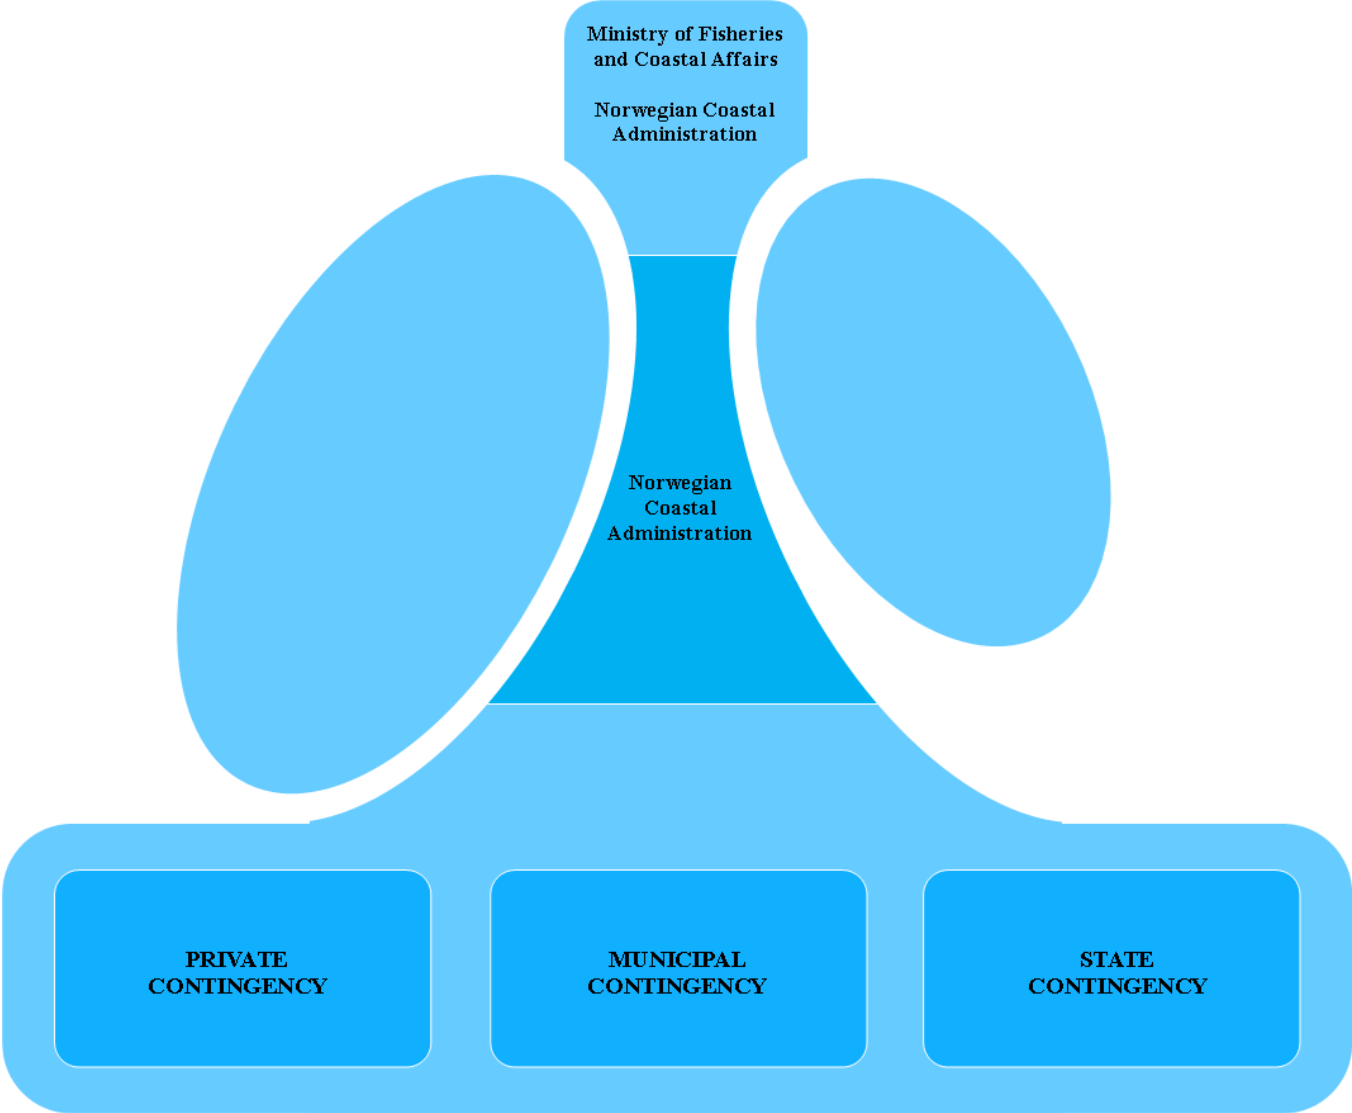 Ministry of Fisheries
and Coastal Affairs
Norwegian Coastal
Administration
Norwegian
Coastal
Administration
PRIVATE
CONTINGENCY
MUNICIPAL
CONTINGENCY
STATE
CONTINGENCY